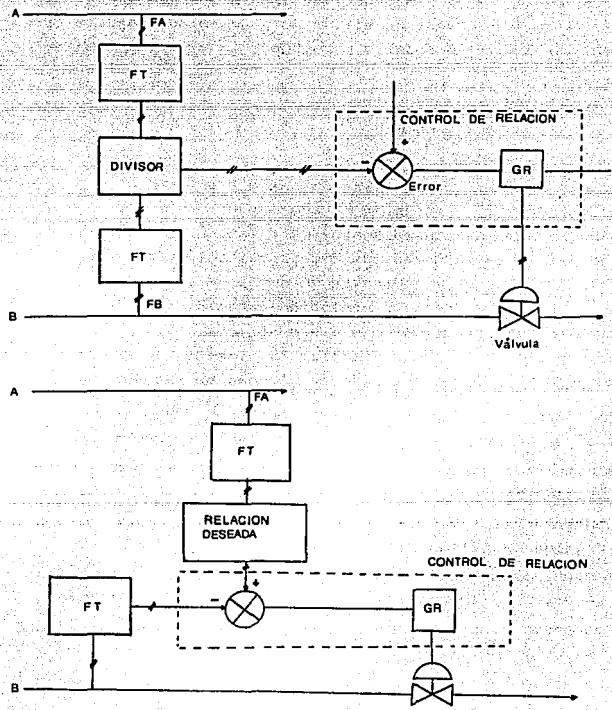 A
FA
FT
CONTROL DE RELACION
+
DIVISOR
-
GR
Error
FT
FB
B
Válvula
A
FA
FT
RELACION
DESEADA
CONTROL DE RELACION
+
FT
-
GR
B